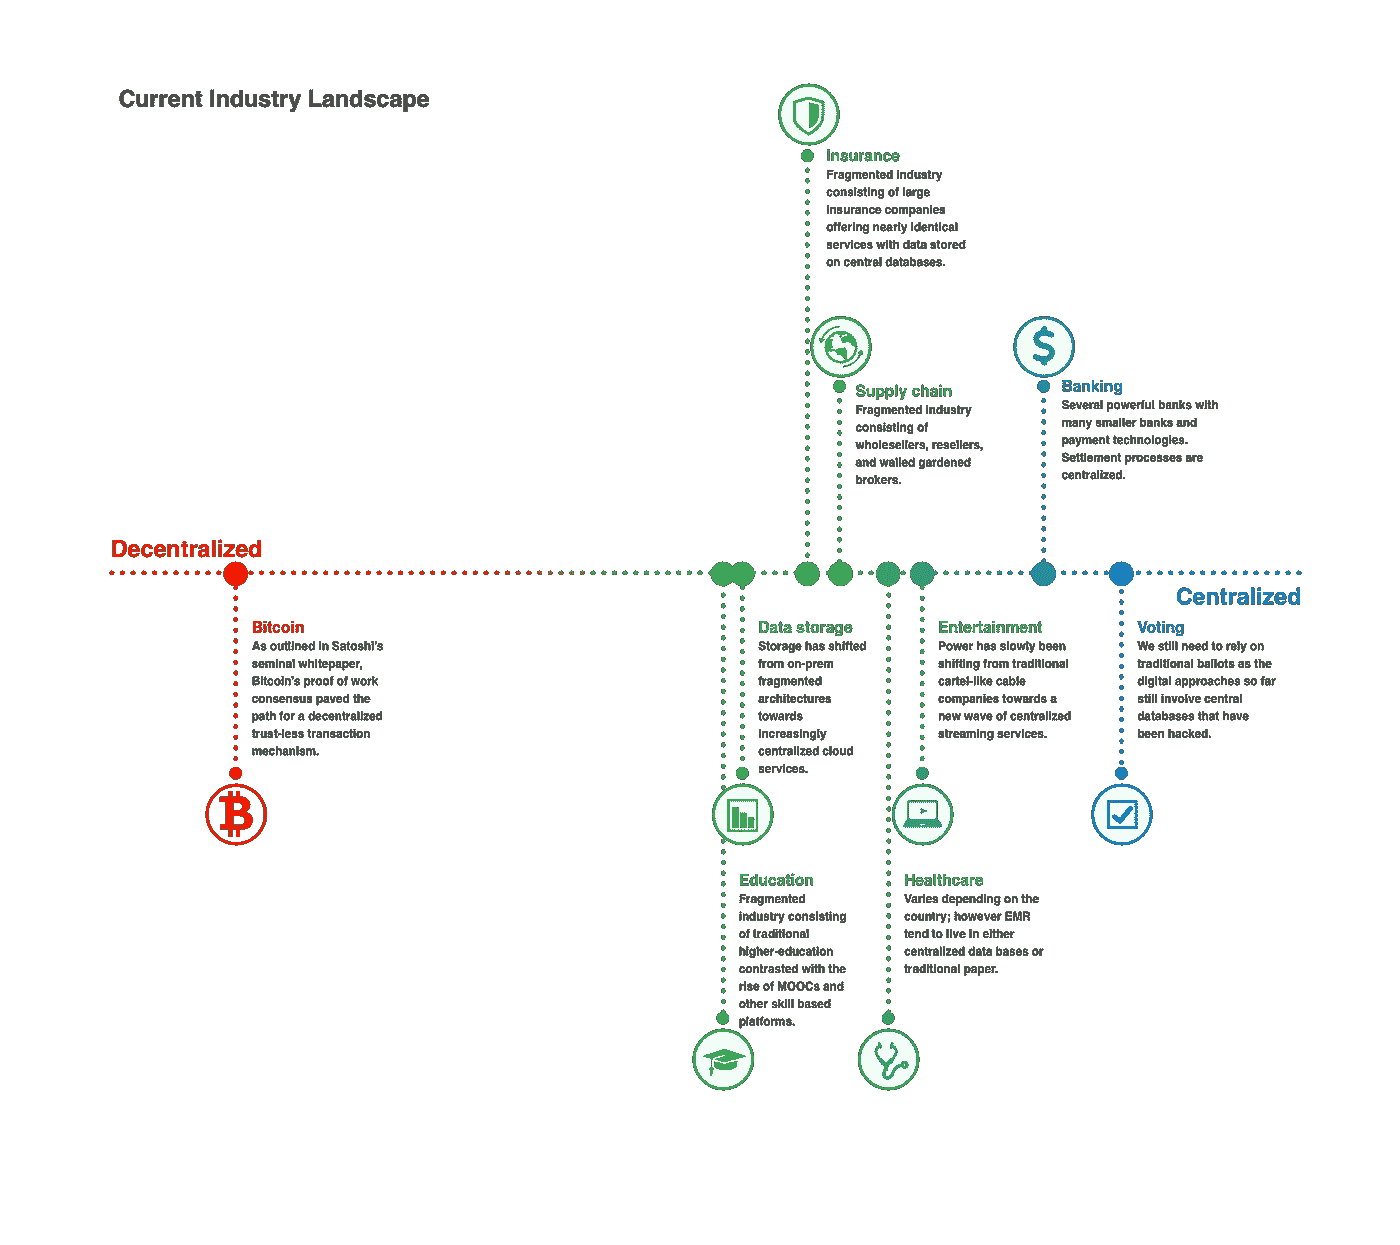 Current Industry Landscape
Insurance
Fragmented industry
consisting of large
insurance companies
offering nearly identical
services with data stored
on central databases.
Supply chain
Fragmented industry
consisting of
wholesellers, resellers,
and walled gardened
brokers.
Banking
Several powerful banks with
many smaller banks and
payment technologies.
Settlement processes are
centralized.
Decentralized
Centralized
Bitcoin
As outlined in Satoshi's
seminal whitepaper,
Bitcoin's proof of work
consensus paved the
path for a decentralized
trust-less transaction
mechanism.
Data storage
Storage has shifted
from on-prem
fragmented
architectures
towards
increasingly
centralized cloud
services.
Entertainment
Power has slowly been
shifting from traditional
cartel-like cable
companies towards a
new wave of centralized
streaming services.
Voting
We still need to rely on
traditional ballots as the
digital approaches so far
still involve central
databases that have
been hacked.
Education
Fragmented
industry consisting
of traditional
higher-education
contrasted with the
rise of MOOCs and
other skill based
platforms.
Healthcare
Varies depending on the
country; however EMR
tend to live in either
centralized data bases or
traditional paper.